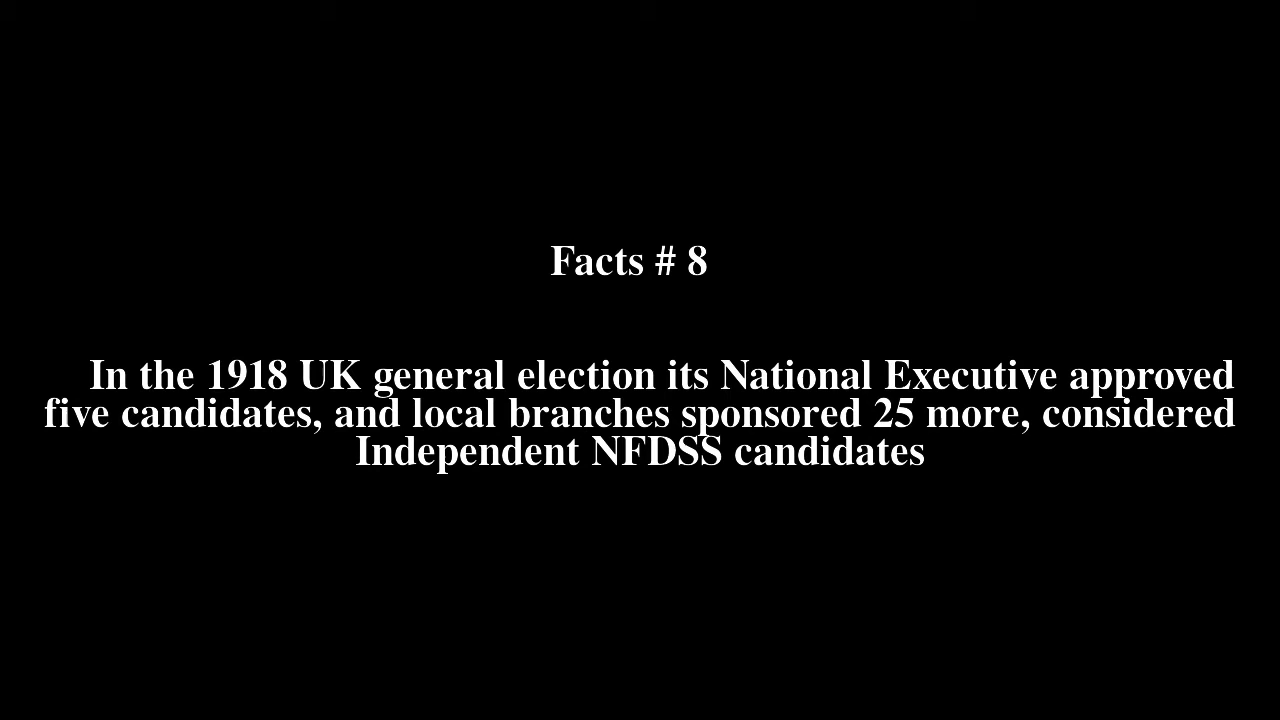 Facts # 8
In the 1918 UK general election its National Executive approved
five candidates, and local branches sponsored 25 more, considered
Independent NFDSS candidates